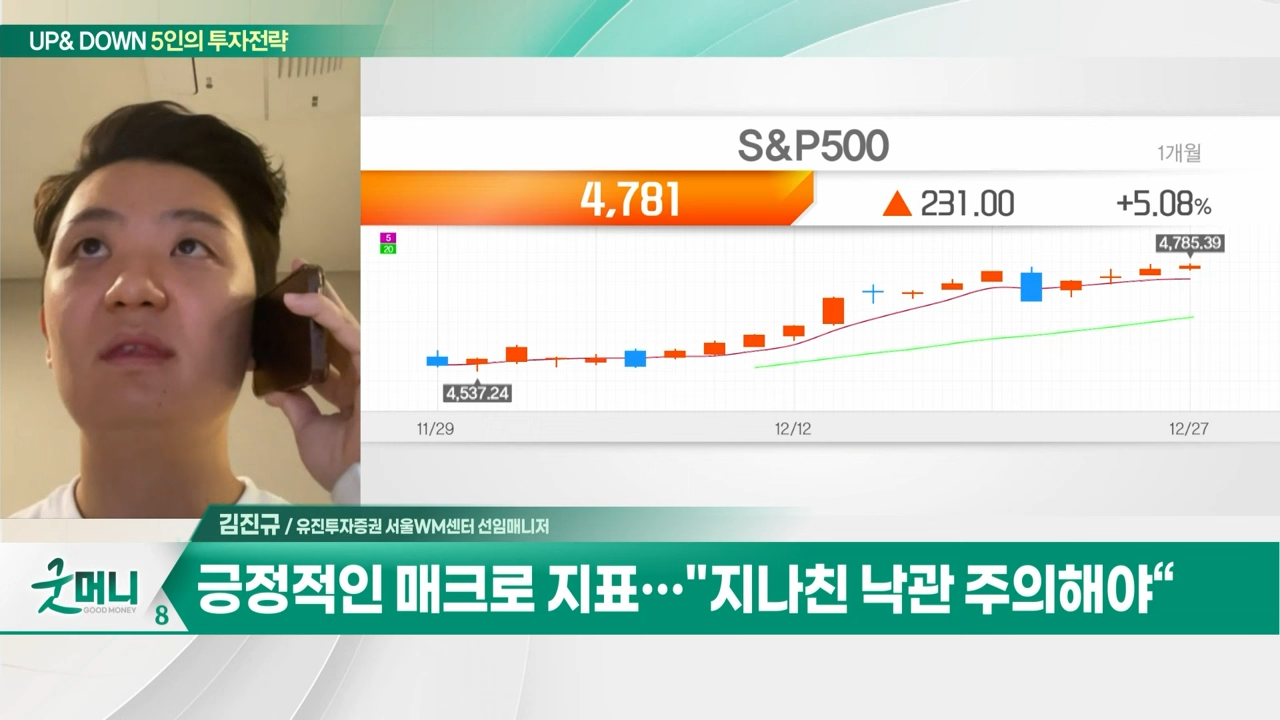 UP& DOWN 5인의 투자전략
S&P500
1개월
4,781
▲ 231.00
+5.08%
5
20
4,785.39
4,537.24
11/29
12/12
12/27
김진규 / 유진투자증권 서울WM센터 선임매니저
굿머니
GOOD MONEY
8
긍정적인 매크로 지표…"지나친 낙관 주의해야“